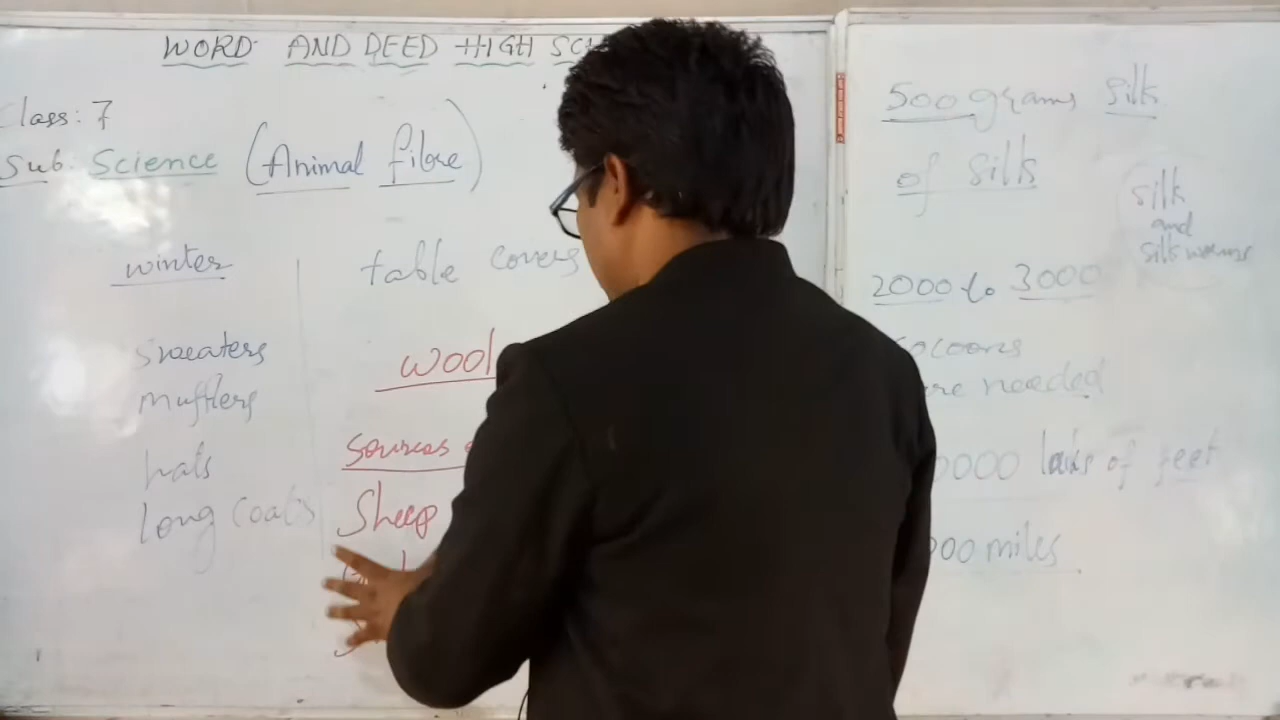 WORD AND DEED HIGH
Class: 7
Sub. Science (Animal fibre)
winter
sweaters
mufflers
hats
long coats
table covers
wool
Sources
Sheep
500 grams silk
of silk
silk
and
silk worms
2000 to 3000
cocoons
are needed
0000 lakhs of feet
000 miles